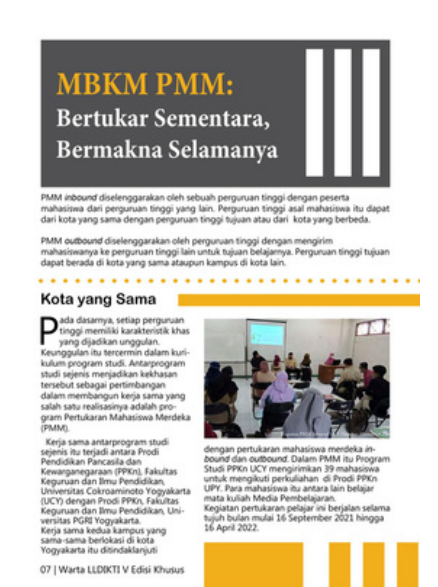 MBKM PMM:
Bertukar Sementara,
Bermakna Selamanya
PMM inbound diselenggarakan oleh sebuah perguruan tinggi dengan peserta
mahasiswa dari perguruan tinggi yang lain. Perguruan tinggi asal mahasiswa itu dapat
dari kota yang sama dengan perguruan tinggi tujuan atau dari kota yang berbeda.
PMM outbound diselenggarakan oleh perguruan tinggi dengan mengirim
mahasiswanya ke perguruan tinggi lain untuk tujuan belajarnya. Perguruan tinggi tujuan
dapat berada di kota yang sama ataupun kampus di kota lain.
Kota yang Sama
Pada dasarnya, setiap perguruan
tinggi memiliki karakteristik khas
yang dijadikan unggulan.
Keunggulan itu tercermin dalam kuri-
kulum program studi. Antarprogram
studi sejenis menjadikan kekhasan
tersebut sebagai pertimbangan
dalam membangun kerja sama yang
salah satu realisasinya adalah pro-
gram Pertukaran Mahasiswa Merdeka
(PMM).
Kerja sama antarprogram studi
sejenis itu terjadi antara Prodi
Pendidikan Pancasila dan
Kewarganegaraan (PPKn), Fakultas
Keguruan dan Ilmu Pendidikan,
Universitas Cokroaminoto Yogyakarta
(UCY) dengan Prodi PPKn, Fakultas
Keguruan dan Ilmu Pendidikan, Uni-
versitas PGRI Yogyakarta.
Kerja sama kedua kampus yang
sama-sama berlokasi di kota
Yogyakarta itu ditindaklanjuti
dengan pertukaran mahasiswa merdeka in-
bound dan outbound. Dalam PMM itu Program
Studi PPKn UCY mengirimkan 39 mahasiswa
untuk mengikuti perkuliahan di Prodi PPKn
UPY. Para mahasiswa itu antara lain belajar
mata kuliah Media Pembelajaran.
Kegiatan pertukaran pelajar ini berjalan selama
tujuh bulan mulai 16 September 2021 hingga
16 April 2022.
07 | Warta LLDIKTI V Edisi Khusus